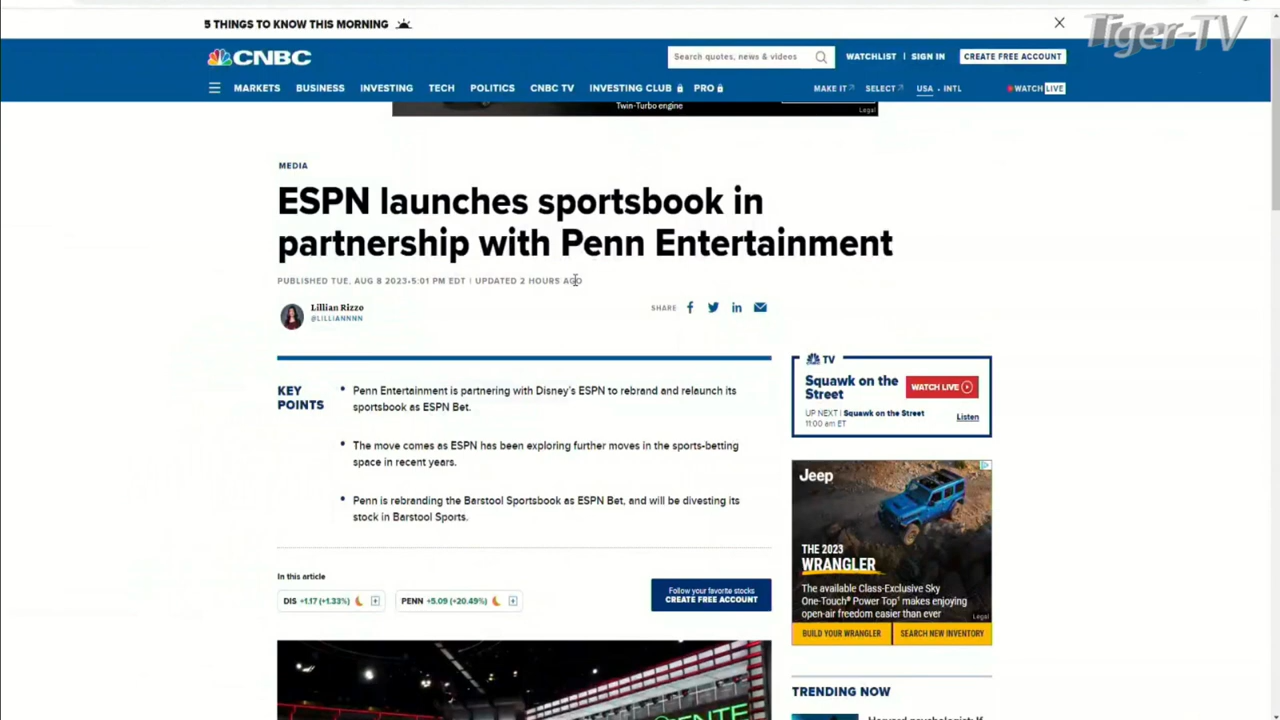 5 THINGS TO KNOW THIS MORNING
Tiger-TV
CNBC
Search quotes, news & videos
WATCHLIST | SIGN IN
CREATE FREE ACCOUNT
MARKETS BUSINESS INVESTING TECH POLITICS CNBC TV INVESTING CLUB PRO
MAKE IT SELECT USA • INTL WATCH LIVE
Twin-Turbo engine
Legal
MEDIA
ESPN launches sportsbook in
partnership with Penn Entertainment
PUBLISHED TUE, AUG 8 2023•5:01 PM EDT | UPDATED 2 HOURS AGO
Lillian Rizzo
@LILLIANNNN
SHARE
KEY
POINTS
• Penn Entertainment is partnering with Disney's ESPN to rebrand and relaunch its
sportsbook as ESPN Bet.
• The move comes as ESPN has been exploring further moves in the sports-betting
space in recent years.
• Penn is rebranding the Barstool Sportsbook as ESPN Bet, and will be divesting its
stock in Barstool Sports.
In this article
DIS +1.17 (+1.33%)
PENN +5.09 (+20.49%)
Follow your favorite stocks
CREATE FREE ACCOUNT
TV
Squawk on the
Street
WATCH LIVE
UP NEXT | Squawk on the Street
11:00 am ET
Listen
Jeep
THE 2023
WRANGLER
The available Class-Exclusive Sky
One-Touch® Power Top® makes enjoying
open-air freedom easier than ever
Legal
BUILD YOUR WRANGLER
SEARCH NEW INVENTORY
TRENDING NOW